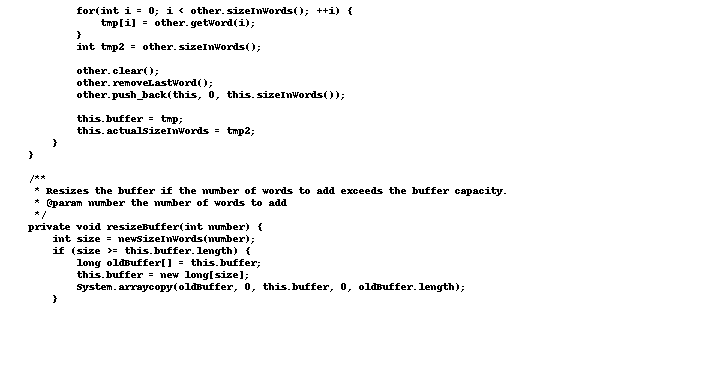 for(int i = 0; i < other.sizeInWords(); ++i) {
tmp[i] = other.getWord(i);
}
int tmp2 = other.sizeInWords();
other.clear();
other.removeLastWord();
other.push_back(this, 0, this.sizeInWords());
this.buffer = tmp;
this.actualSizeInWords = tmp2;
}
}
/**
* Resizes the buffer if the number of words to add exceeds the buffer capacity.
* @param number the number of words to add
*/
private void resizeBuffer(int number) {
int size = newSizeInWords(number);
if (size >= this.buffer.length) {
long oldBuffer[] = this.buffer;
this.buffer = new long[size];
System.arraycopy(oldBuffer, 0, this.buffer, 0, oldBuffer.length);
}